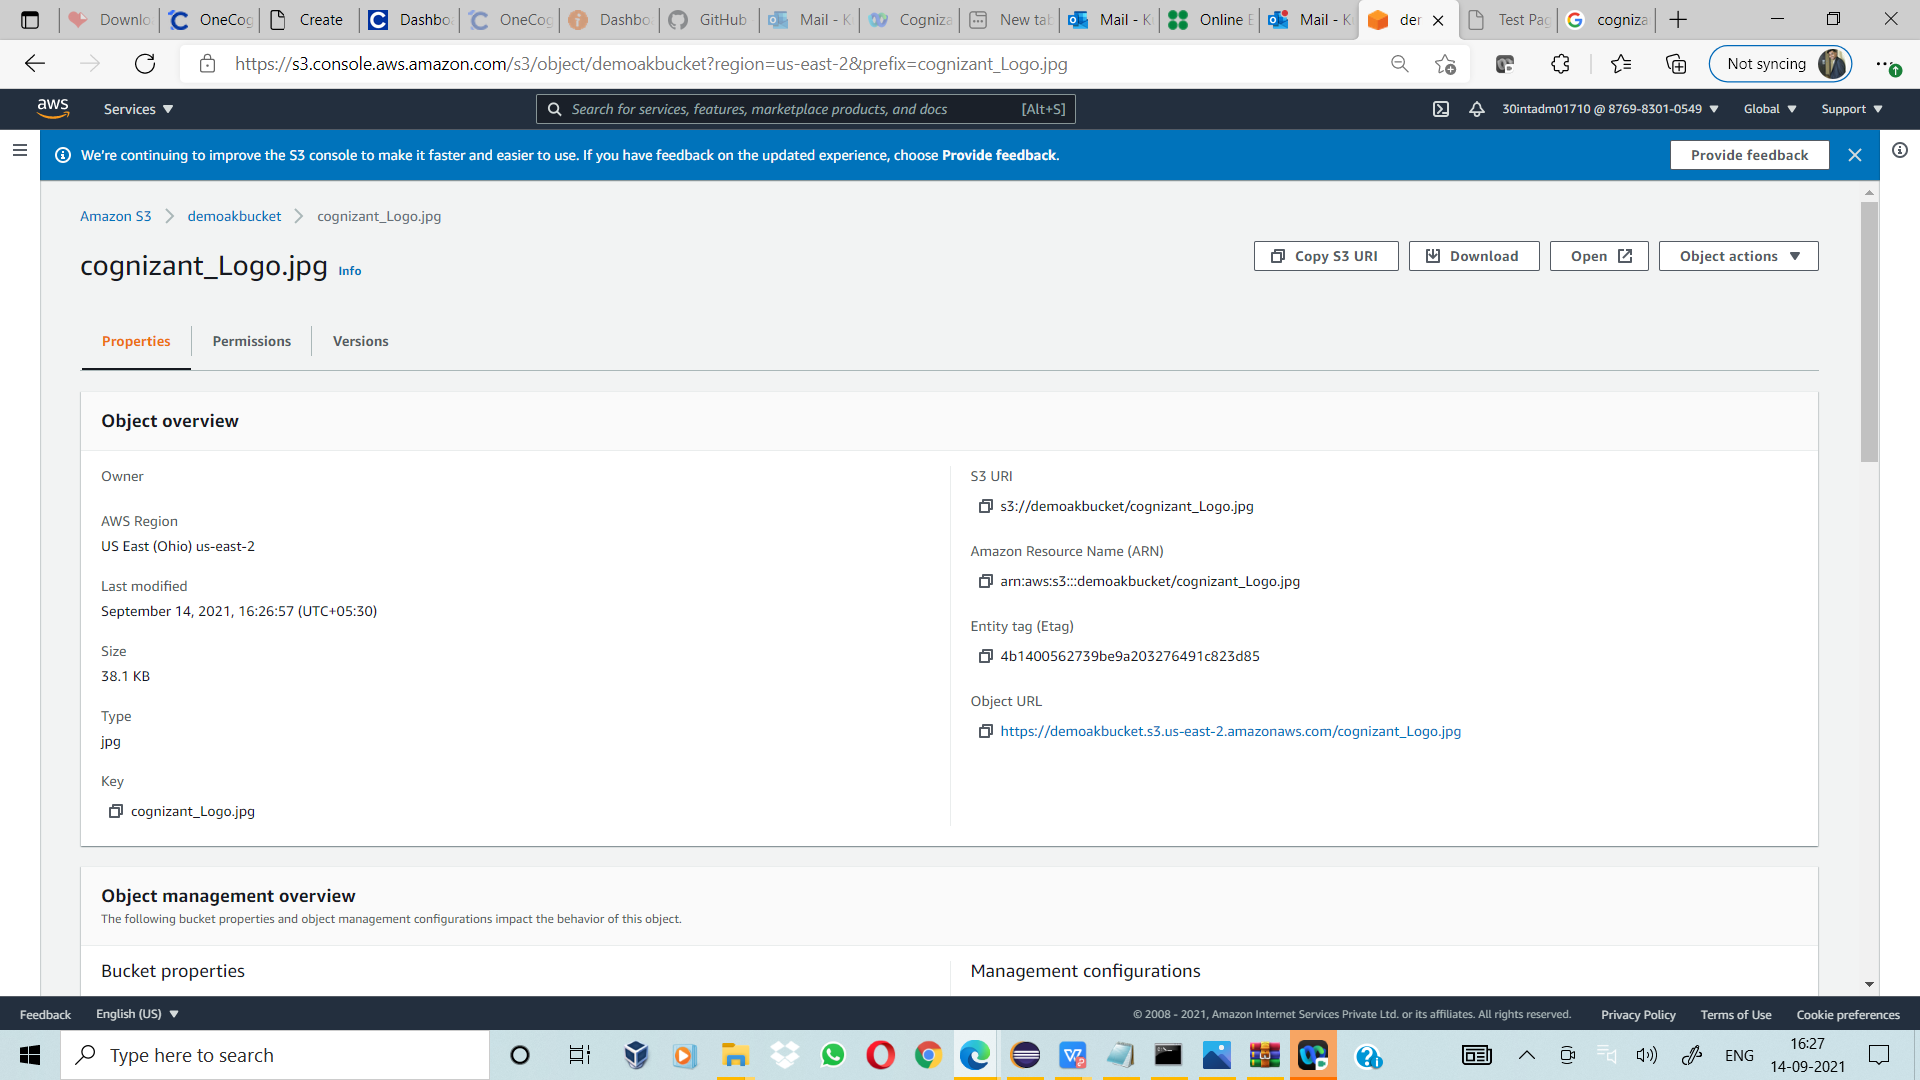 Downlo
OneCog
Create
Dashbo
OneCog
Dashbo
GitHub
Mail - K
Cogniza
New tab
Mail - K
Online E
Mail - K
der
Test Pag
cogniza
https://s3.console.aws.amazon.com/s3/object/demoakbucket?region=us-east-2&prefix=cognizant_Logo.jpg
Not syncing
aws
Services
Search for services, features, marketplace products, and docs [Alt+S]
30intadm01710 @ 8769-8301-0549
Global
Support
We're continuing to improve the S3 console to make it faster and easier to use. If you have feedback on the updated experience, choose Provide feedback.
Provide feedback
Amazon S3
demoakbucket
cognizant_Logo.jpg
cognizant_Logo.jpg Info
Copy S3 URI
Download
Open
Object actions
Properties
Permissions
Versions
Object overview
Owner
AWS Region
US East (Ohio) us-east-2
Last modified
September 14, 2021, 16:26:57 (UTC+05:30)
Size
38.1 KB
Type
jpg
Key
cognizant_Logo.jpg
S3 URI
s3://demoakbucket/cognizant_Logo.jpg
Amazon Resource Name (ARN)
arn:aws:s3:::demoakbucket/cognizant_Logo.jpg
Entity tag (Etag)
4b1400562739be9a203276491c823d85
Object URL
https://demoakbucket.s3.us-east-2.amazonaws.com/cognizant_Logo.jpg
Object management overview
The following bucket properties and object management configurations impact the behavior of this object.
Bucket properties
Management configurations
Feedback
English (US)
© 2008 - 2021, Amazon Internet Services Private Ltd. or its affiliates. All rights reserved.
Privacy Policy
Terms of Use
Cookie preferences
Type here to search
ENG
16:27
14-09-2021